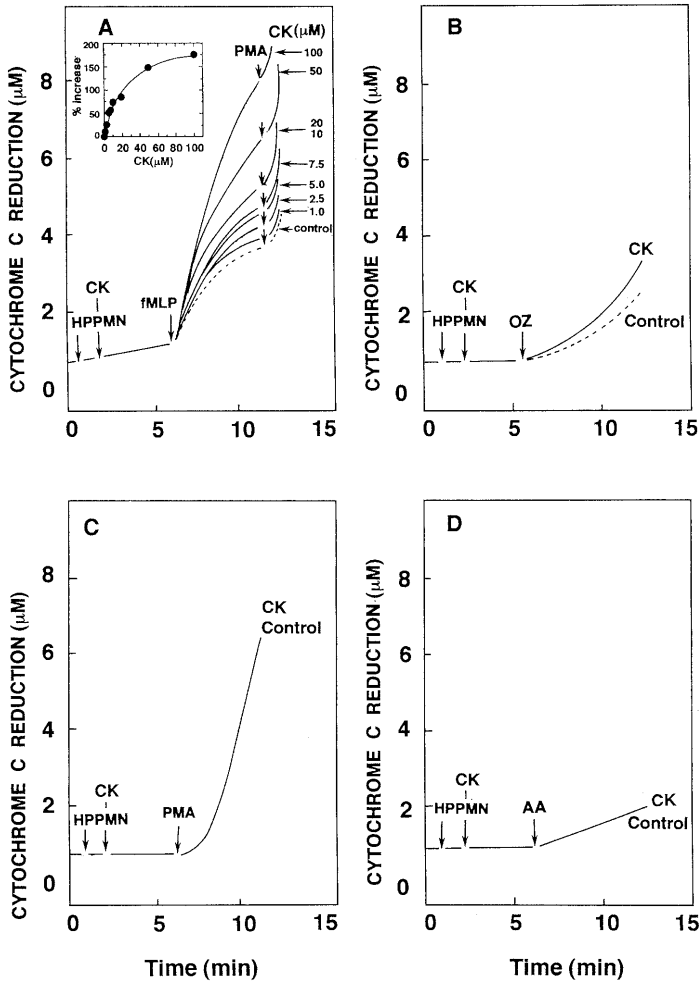 A
CK(μM)
PMA
100
50
20
10
7.5
5.0
2.5
1.0
control
200
150
100
50
0
% Increase
0 20 40 60 80 100
CK(μM)
CK
HPPMN
fMLP
8
6
4
2
0
CYTOCHROME C REDUCTION (μM)
0 5 10 15
B
CK
HPPMN
OZ
CK
Control
8
6
4
2
0
CYTOCHROME C REDUCTION (μM)
0 5 10 15
C
CK
Control
CK
HPPMN
PMA
8
6
4
2
0
CYTOCHROME C REDUCTION (μM)
0 5 10 15
Time (min)
D
CK
HPPMN
AA
CK
Control
8
6
4
2
0
CYTOCHROME C REDUCTION (μM)
0 5 10 15
Time (min)